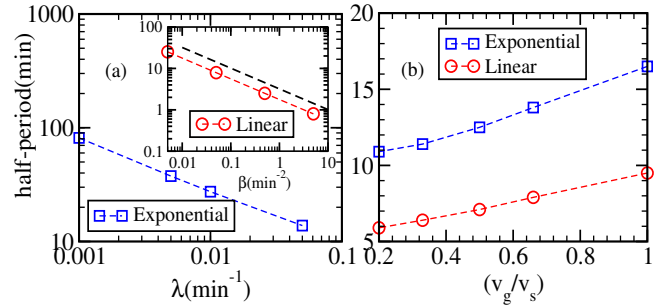 half-period(min)
1000
100
10
0.001
0.01
0.1
λ(min⁻¹)
Exponential
(a)
100
10
1
0.1
0.01
0.1
1
10
β(min⁻²)
Linear
20
15
10
5
0.2
0.4
0.6
0.8
1
(v_g/v_s)
(b)
Exponential
Linear